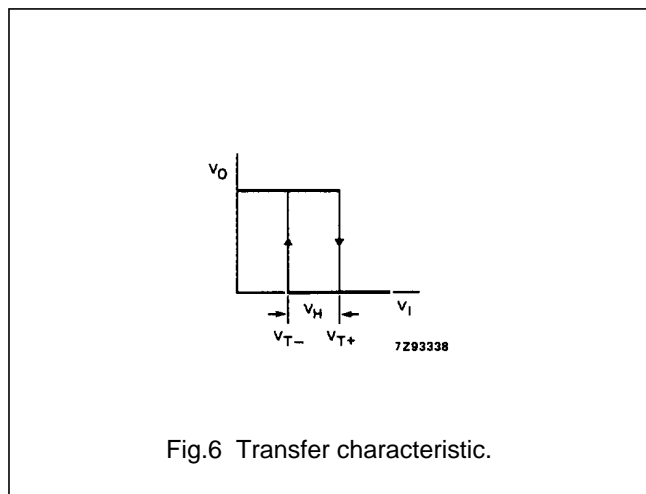 VO
VH
VI
VT−
VT+
7Z93338
Fig.6 Transfer characteristic.